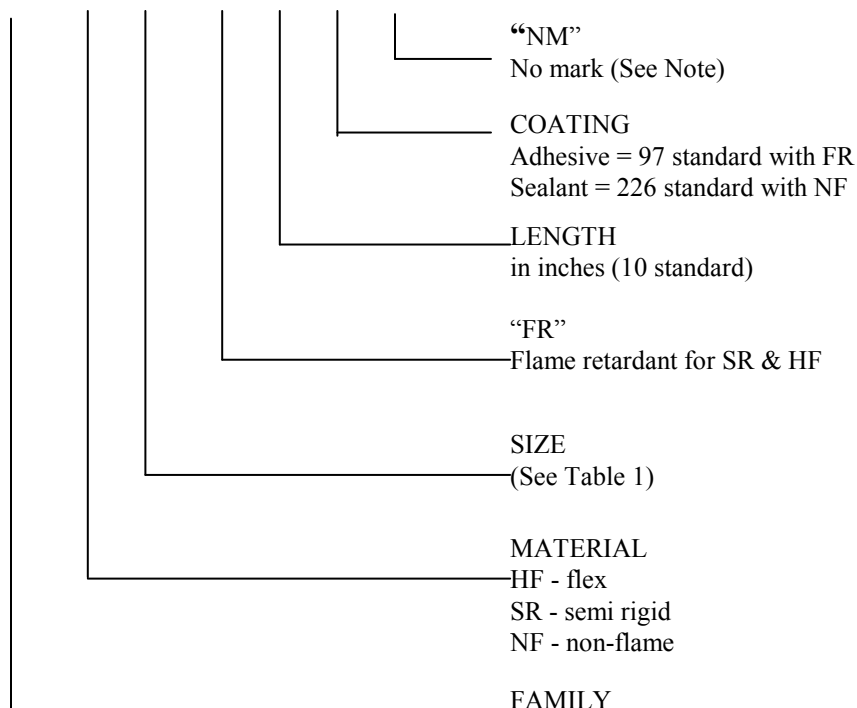 “NM”
No mark (See Note)
COATING
Adhesive = 97 standard with FR
Sealant = 226 standard with NF
LENGTH
in inches (10 standard)
“FR”
Flame retardant for SR & HF
SIZE
(See Table 1)
MATERIAL
HF - flex
SR - semi rigid
NF - non-flame
FAMILY